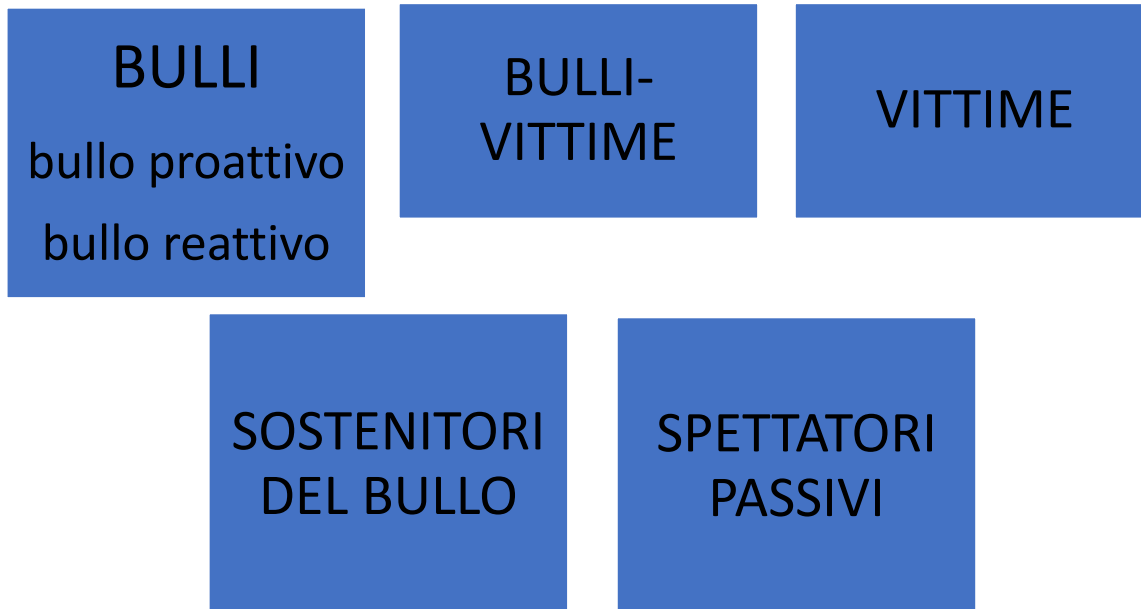 BULLI
bullo proattivo
bullo reattivo
BULLI-
VITTIME
VITTIME
SOSTENITORI
DEL BULLO
SPETTATORI
PASSIVI